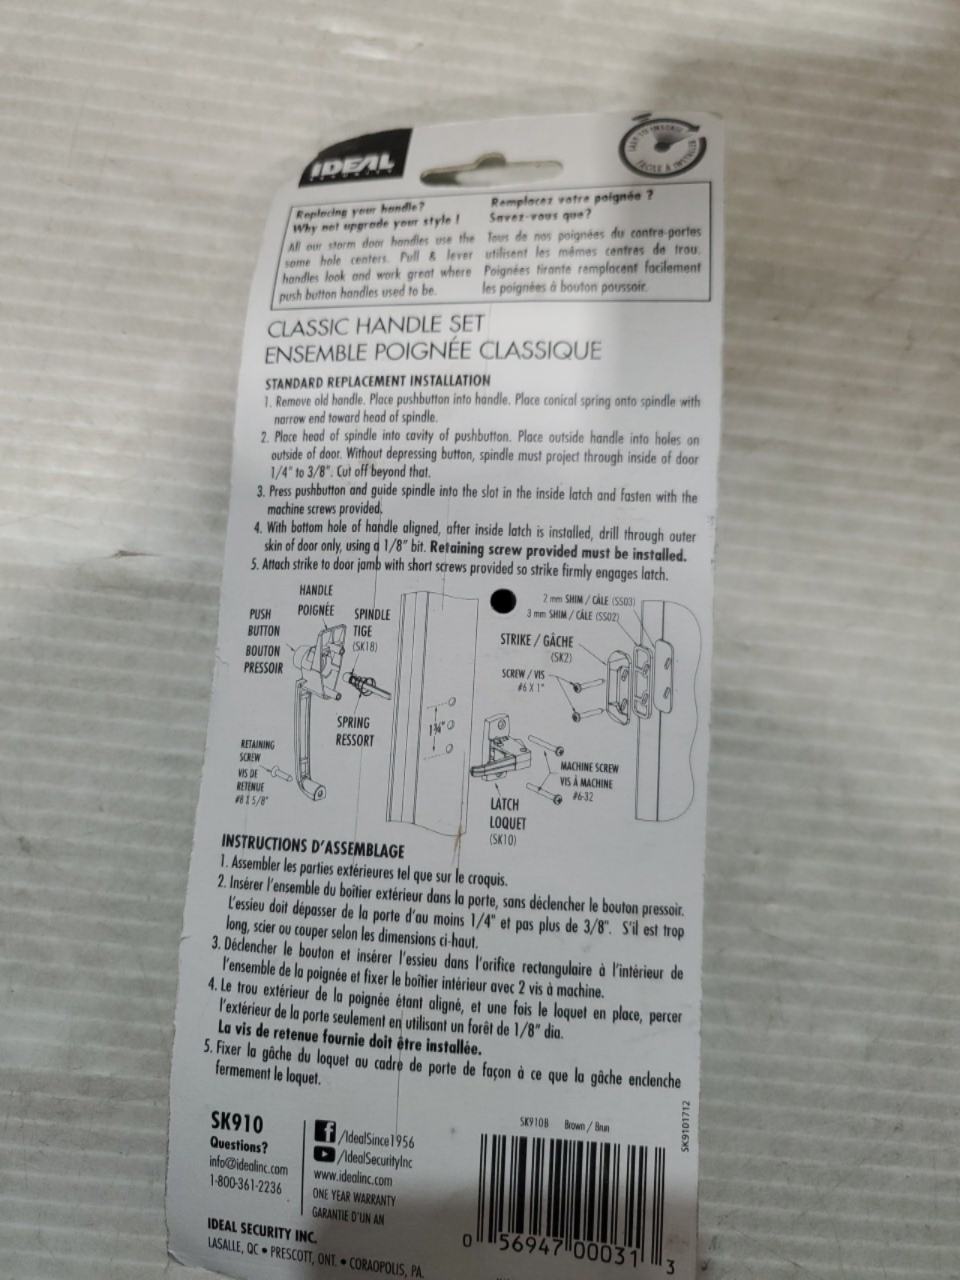 IDEAL
SECURITY
EASY TO INSTALL
FACILE À INSTALLER
Replacing your handle?
Why not upgrade your style !
All our storm door handles use the
same hole centers. Pull & lever
handles look and work great where
push button handles used to be.
Remplacez votre poignée ?
Savez-vous que?
Tous de nos poignées du contre-portes
utilisent les mêmes centres de trou.
Poignées tirante remplacent facilement
les poignées à bouton poussoir.
CLASSIC HANDLE SET
ENSEMBLE POIGNÉE CLASSIQUE
STANDARD REPLACEMENT INSTALLATION
1. Remove old handle. Place pushbutton into handle. Place conical spring onto spindle with
narrow end toward head of spindle.
2. Place head of spindle into cavity of pushbutton. Place outside handle into holes on
outside of door. Without depressing button, spindle must project through inside of door
1/4" to 3/8". Cut off beyond that.
3. Press pushbutton and guide spindle into the slot in the inside latch and fasten with the
machine screws provided.
4. With bottom hole of handle aligned, after inside latch is installed, drill through outer
skin of door only, using a 1/8" bit. Retaining screw provided must be installed.
5. Attach strike to door jamb with short screws provided so strike firmly engages latch.
HANDLE
POIGNÉE
PUSH
BUTTON
BOUTON
PRESSOIR
SPINDLE
TIGE
(SK18)
SPRING
RESSORT
RETAINING
SCREW
VIS DE
RETENUE
#8 X 5/8"
1¾"
2 mm SHIM / CÂLE (SS03)
3 mm SHIM / CÂLE (SS02)
STRIKE / GÂCHE
(SK2)
SCREW / VIS
#6 X 1"
MACHINE SCREW
VIS À MACHINE
#6-32
LATCH
LOQUET
(SK10)
INSTRUCTIONS D'ASSEMBLAGE
1. Assembler les parties extérieures tel que sur le croquis.
2. Insérer l'ensemble du boîtier extérieur dans la porte, sans déclencher le bouton pressoir.
L'essieu doit dépasser de la porte d'au moins 1/4" et pas plus de 3/8". S'il est trop
long, scier ou couper selon les dimensions ci-haut.
3. Déclencher le bouton et insérer l'essieu dans l'orifice rectangulaire à l'intérieur de
l'ensemble de la poignée et fixer le boîtier intérieur avec 2 vis à machine.
4. Le trou extérieur de la poignée étant aligné, et une fois le loquet en place, percer
l'extérieur de la porte seulement en utilisant un forêt de 1/8" dia.
La vis de retenue fournie doit être installée.
5. Fixer la gâche du loquet au cadre de porte de façon à ce que la gâche enclenche
fermement le loquet.
SK910
Questions?
info@idealinc.com
1-800-361-2236
/IdealSince1956
/IdealSecurityInc
www.idealinc.com
ONE YEAR WARRANTY
GARANTIE D'UN AN
IDEAL SECURITY INC.
LASALLE, QC • PRESCOTT, ONT. • CORAOPOLIS, PA.
SK910B Brown / Brun
SK9101712
0 56947 00031 3